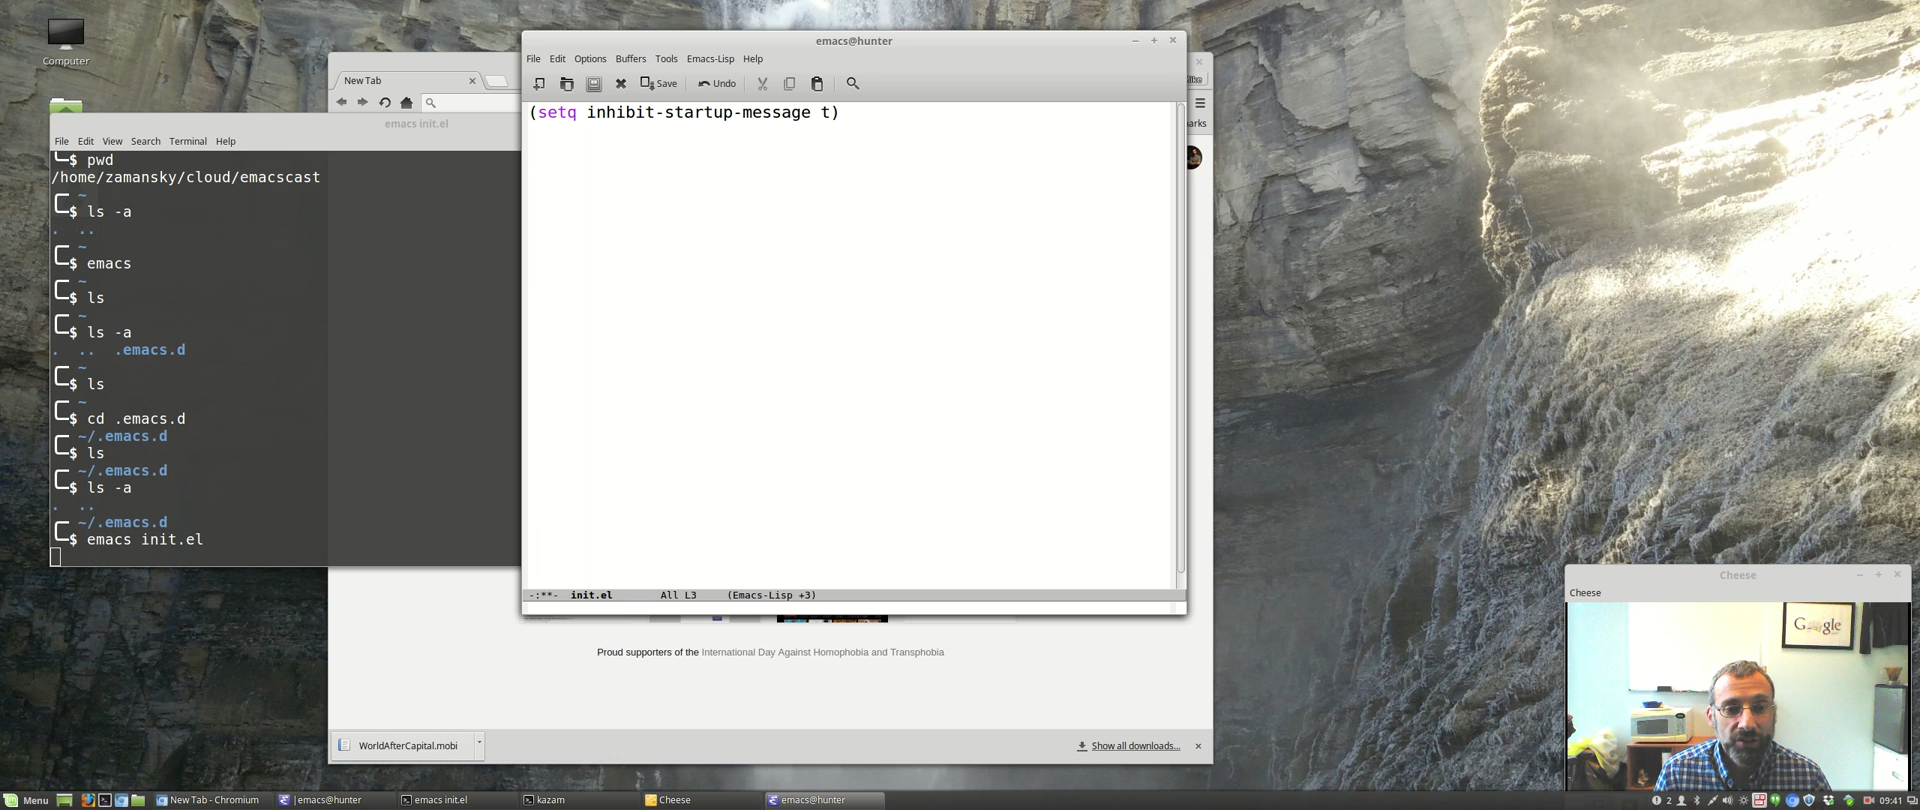 Computer
New Tab
emacs@hunter
File Edit Options Buffers Tools Emacs-Lisp Help
Save Undo
(setq inhibit-startup-message t)
-:**- init.el All L3 (Emacs-Lisp +3)
emacs init.el
File Edit View Search Terminal Help
$ pwd
/home/zamansky/cloud/emacscast
~
$ ls -a
. ..
~
$ emacs
~
$ ls
~
$ ls -a
. .. .emacs.d
~
$ ls
~
$ cd .emacs.d
~/.emacs.d
$ ls
~/.emacs.d
$ ls -a
. ..
~/.emacs.d
$ emacs init.el
Proud supporters of the International Day Against Homophobia and Transphobia
WorldAfterCapital.mobi
Show all downloads...
Cheese
Cheese
Google
Menu
New Tab - Chromium
|emacs@hunter
emacs init.el
kazam
Cheese
emacs@hunter
2
09:41